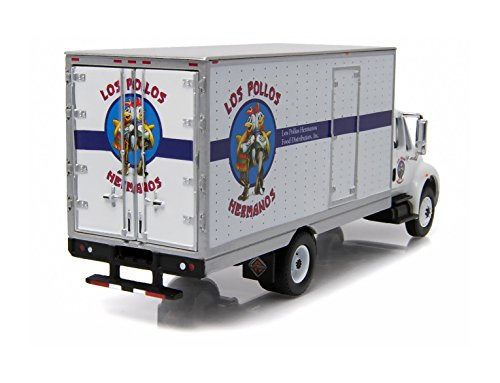 LOS POLLOS
HERMANOS
LOS POLLOS
HERMANOS
Los Pollos Hermanos
Food Distributors, Inc.